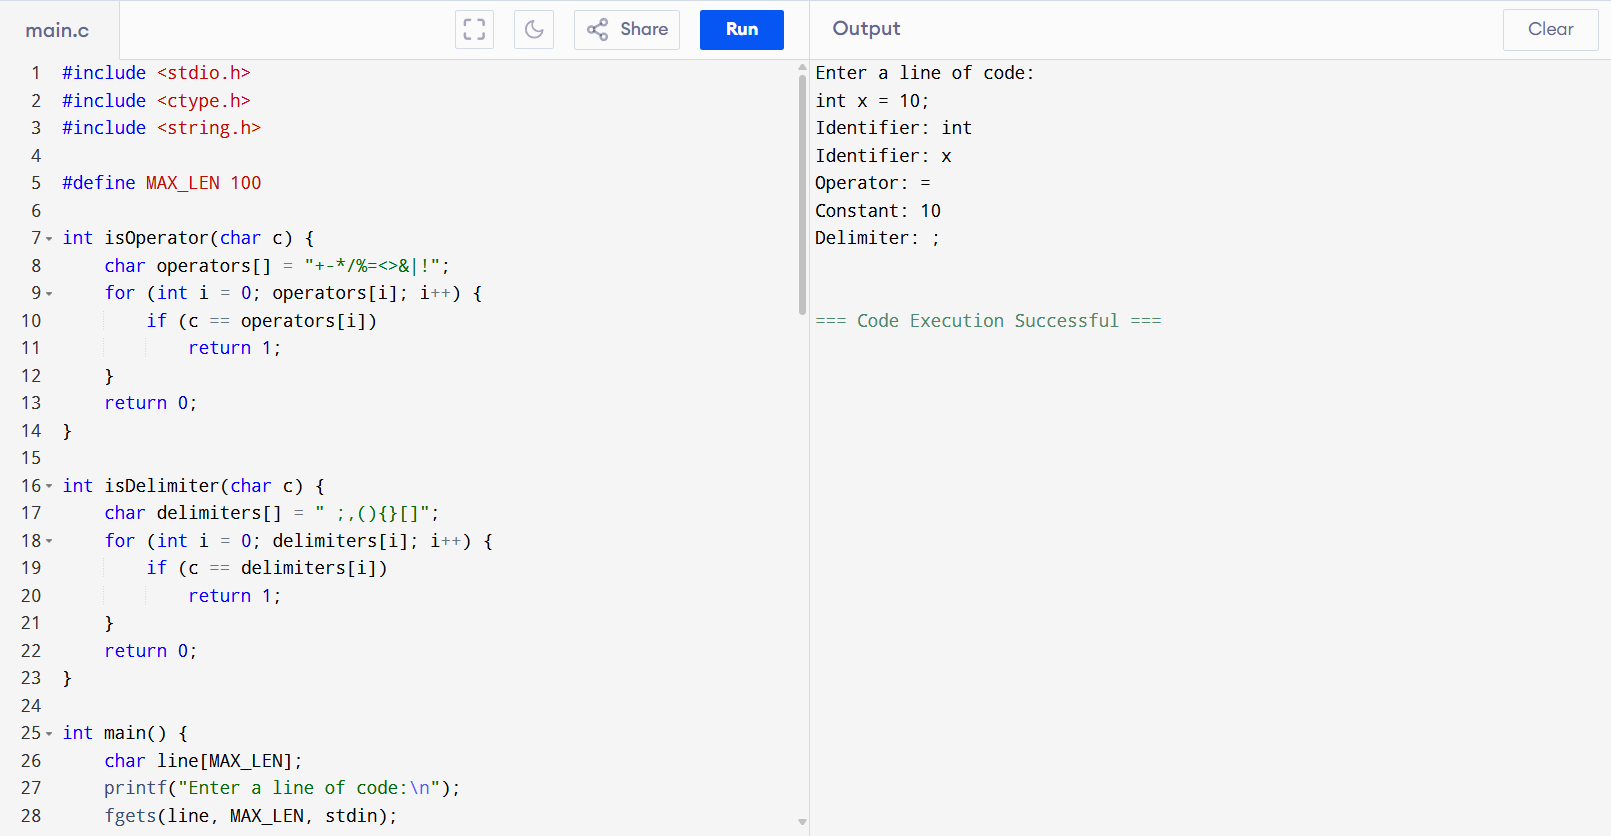 main.c
Share
Run
Output
Clear
1 #include <stdio.h>
2 #include <ctype.h>
3 #include <string.h>
4
5 #define MAX_LEN 100
6
7 int isOperator(char c) {
8     char operators[] = "+-*/%=<>&|!";
9     for (int i = 0; operators[i]; i++) {
10         if (c == operators[i])
11             return 1;
12     }
13     return 0;
14 }
15
16 int isDelimiter(char c) {
17     char delimiters[] = " ;,(){}[]";
18     for (int i = 0; delimiters[i]; i++) {
19         if (c == delimiters[i])
20             return 1;
21     }
22     return 0;
23 }
24
25 int main() {
26     char line[MAX_LEN];
27     printf("Enter a line of code:\n");
28     fgets(line, MAX_LEN, stdin);
Enter a line of code:
int x = 10;
Identifier: int
Identifier: x
Operator: =
Constant: 10
Delimiter: ;
=== Code Execution Successful ===